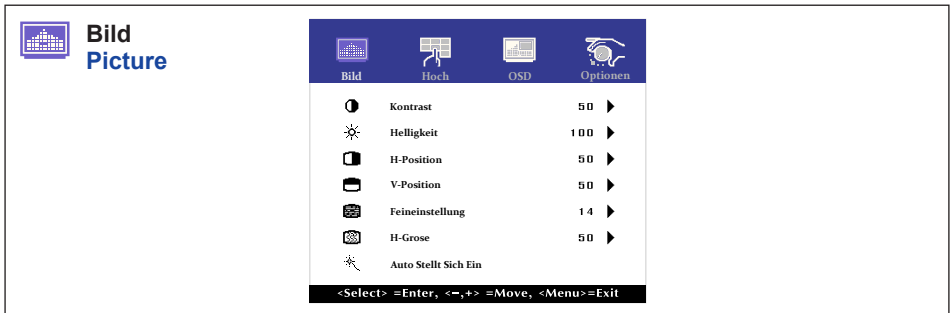 Bild
Picture
Bild Hoch OSD Optionen
Kontrast 50
Helligkeit 100
H-Position 50
V-Position 50
Feineinstellung 14
H-Grose 50
Auto Stellt Sich Ein
<Select> =Enter, <−,+> =Move, <Menu>=Exit